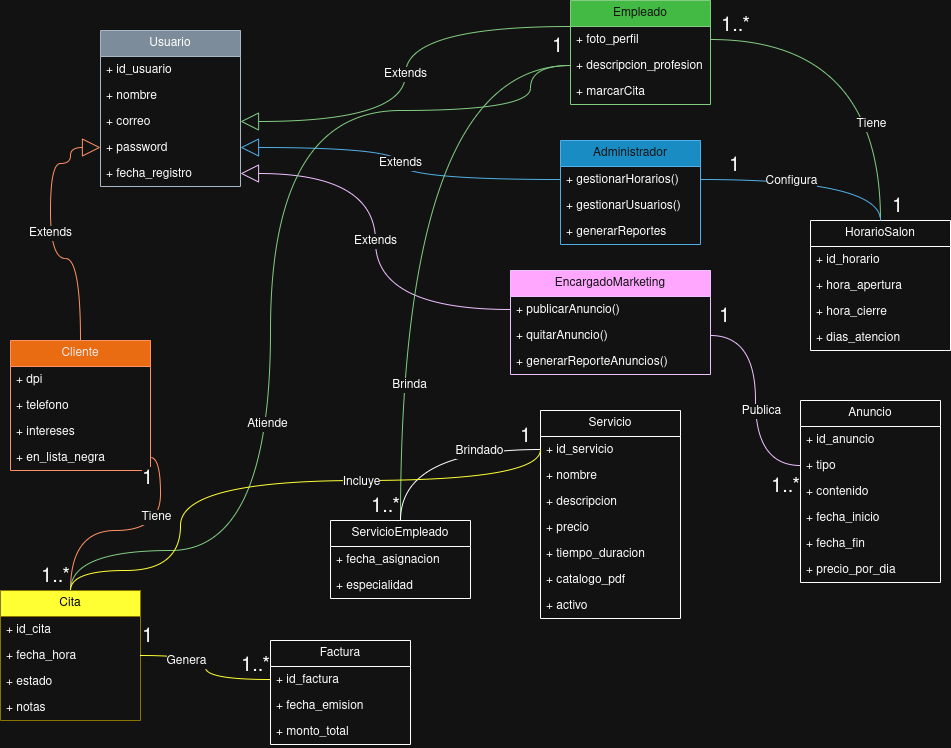 Usuario
+ id_usuario
+ nombre
+ correo
+ password
+ fecha_registro
Empleado
+ foto_perfil
+ descripcion_profesion
+ marcarCita
1
1..*
Extends
Tiene
Administrador
+ gestionarHorarios()
+ gestionarUsuarios()
+ generarReportes
Extends
1
Configura
1
HorarioSalon
+ id_horario
+ hora_apertura
+ hora_cierre
+ dias_atencion
Extends
Extends
EncargadoMarketing
+ publicarAnuncio()
+ quitarAnuncio()
+ generarReporteAnuncios()
1
Publica
1..*
Anuncio
+ id_anuncio
+ tipo
+ contenido
+ fecha_inicio
+ fecha_fin
+ precio_por_dia
Cliente
+ dpi
+ telefono
+ intereses
+ en_lista_negra
1
Tiene
1..*
Atiende
Brinda
Brindado
1
Incluye
1..*
Servicio
+ id_servicio
+ nombre
+ descripcion
+ precio
+ tiempo_duracion
+ catalogo_pdf
+ activo
ServicioEmpleado
+ fecha_asignacion
+ especialidad
Cita
+ id_cita
+ fecha_hora
+ estado
+ notas
1
Genera
1..*
Factura
+ id_factura
+ fecha_emision
+ monto_total